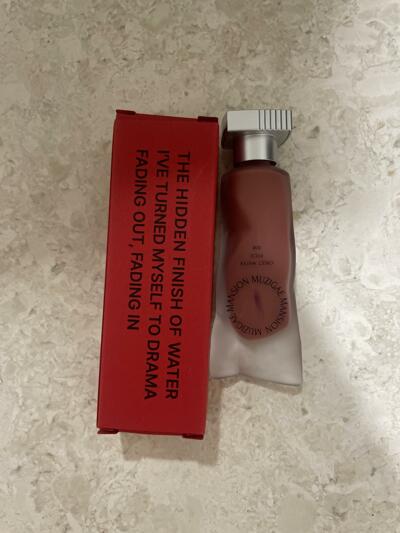 THE HIDDEN FINISH OF WATER
I'VE TURNED MYSELF TO DRAMA
FADING OUT, FADING IN
MUZIGAE MANSION MUZIGAE MANSION